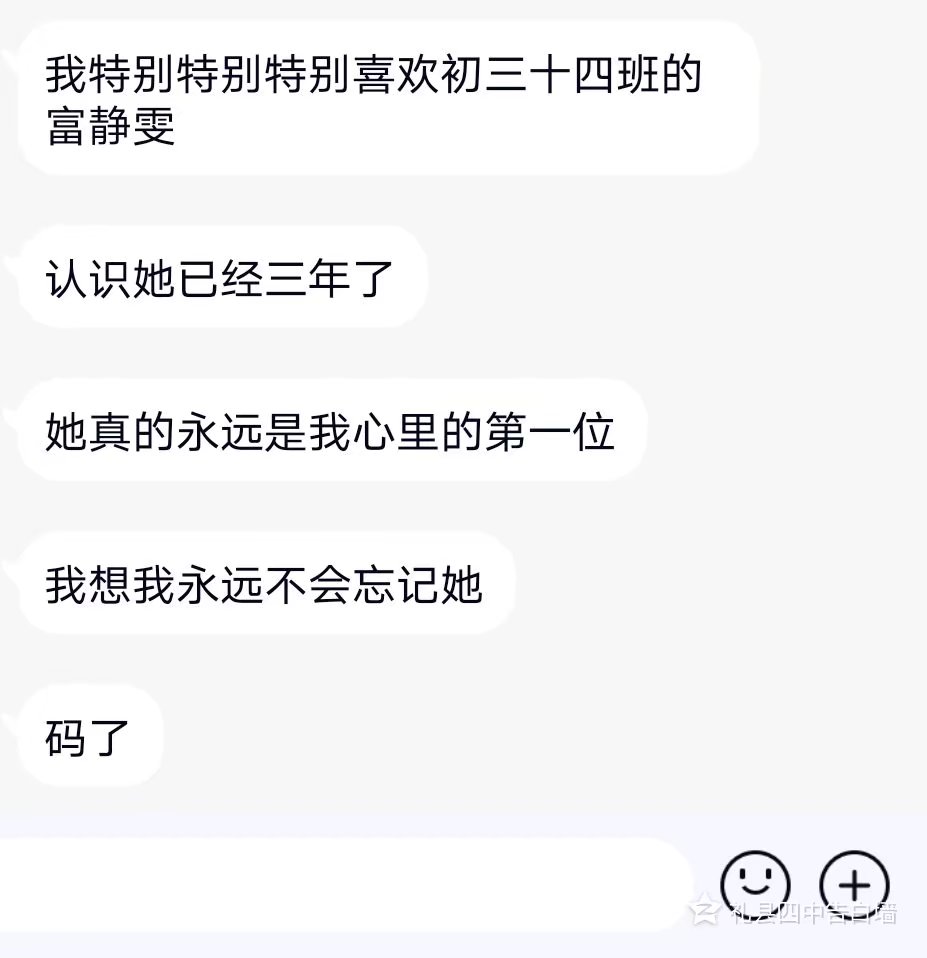 我特别特别特别喜欢初三十四班的
富静雯
认识她已经三年了
她真的永远是我心里的第一位
我想我永远不会忘记她
码了
礼县四中告白墙